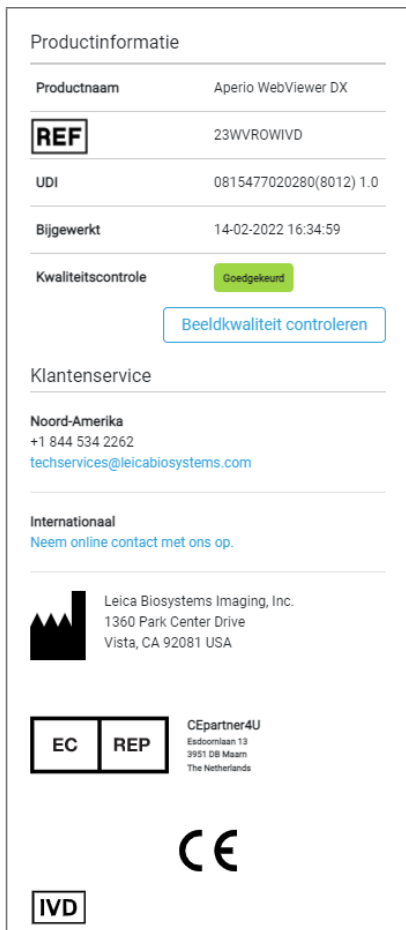 Productinformatie
Productnaam Aperio WebViewer DX
REF 23WVROWIVD
UDI 0815477020280(8012) 1.0
Bijgewerkt 14-02-2022 16:34:59
Kwaliteitscontrole Goedgekeurd
Beeldkwaliteit controleren
Klantenservice
Noord-Amerika
+1 844 534 2262
techservices@leicabiosystems.com
Internationaal
Neem online contact met ons op.
Leica Biosystems Imaging, Inc.
1360 Park Center Drive
Vista, CA 92081 USA
EC REP
CEpartner4U
Esdoornlaan 13
3951 DB Maarn
The Netherlands
CE
IVD